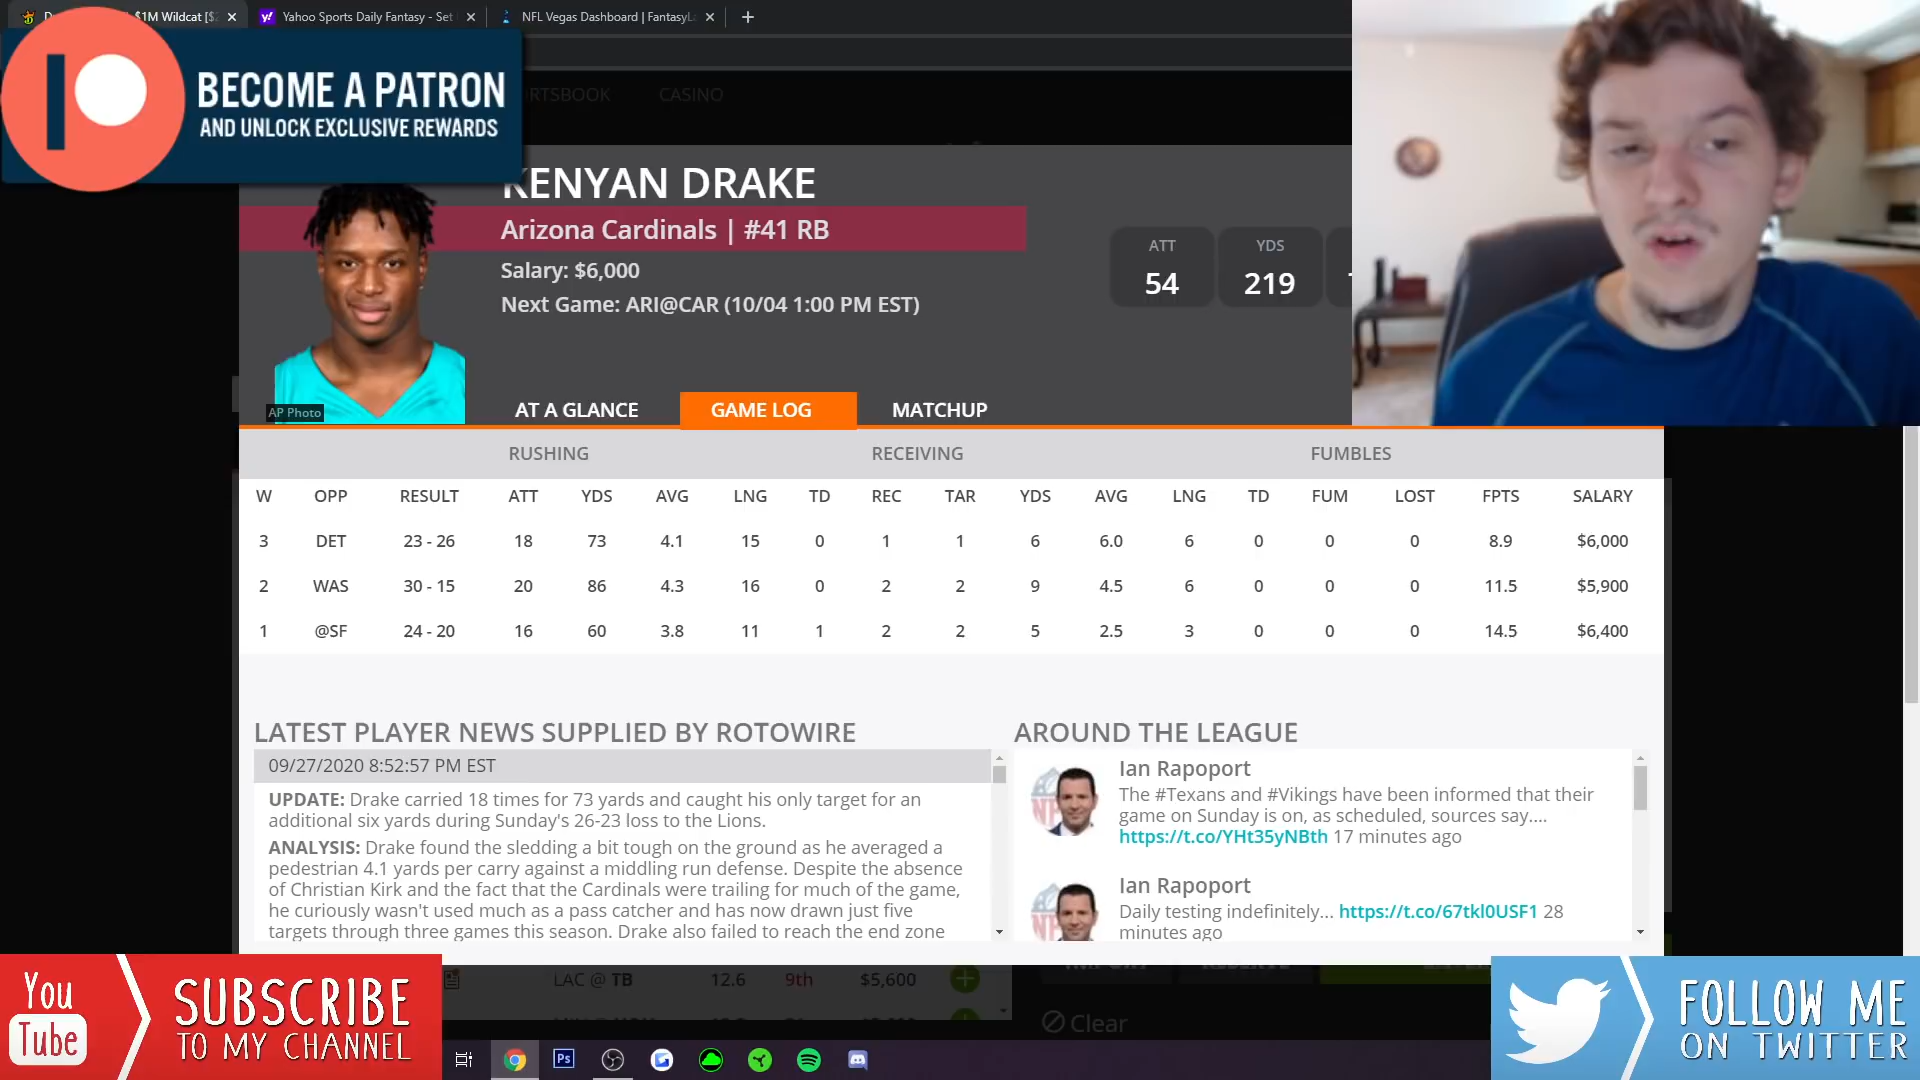 $1M Wildcat [$
Yahoo Sports Daily Fantasy - Set
NFL Vegas Dashboard | FantasyL
BECOME A PATRON
AND UNLOCK EXCLUSIVE REWARDS
RTSBOOK CASINO
KENYAN DRAKE
Arizona Cardinals | #41 RB
Salary: $6,000
Next Game: ARI@CAR (10/04 1:00 PM EST)
ATT YDS
54 219
AP Photo
AT A GLANCE GAME LOG MATCHUP
RUSHING RECEIVING FUMBLES
W OPP RESULT ATT YDS AVG LNG TD REC TAR YDS AVG LNG TD FUM LOST FPTS SALARY
3 DET 23 - 26 18 73 4.1 15 0 1 1 6 6.0 6 0 0 0 8.9 $6,000
2 WAS 30 - 15 20 86 4.3 16 0 2 2 9 4.5 6 0 0 0 11.5 $5,900
1 @SF 24 - 20 16 60 3.8 11 1 2 2 5 2.5 3 0 0 0 14.5 $6,400
LATEST PLAYER NEWS SUPPLIED BY ROTOWIRE
09/27/2020 8:52:57 PM EST
UPDATE: Drake carried 18 times for 73 yards and caught his only target for an
additional six yards during Sunday's 26-23 loss to the Lions.
ANALYSIS: Drake found the sledding a bit tough on the ground as he averaged a
pedestrian 4.1 yards per carry against a middling run defense. Despite the absence
of Christian Kirk and the fact that the Cardinals were trailing for much of the game,
he curiously wasn't used much as a pass catcher and has now drawn just five
targets through three games this season. Drake also failed to reach the end zone
AROUND THE LEAGUE
Ian Rapoport
The #Texans and #Vikings have been informed that their
game on Sunday is on, as scheduled, sources say....
https://t.co/YHt35yNBth 17 minutes ago
Ian Rapoport
Daily testing indefinitely... https://t.co/67tkl0USF1 28
minutes ago
LAC @ TB 12.6 9th $5,600
Clear
You
Tube
SUBSCRIBE
TO MY CHANNEL
Ps
FOLLOW ME
ON TWITTER